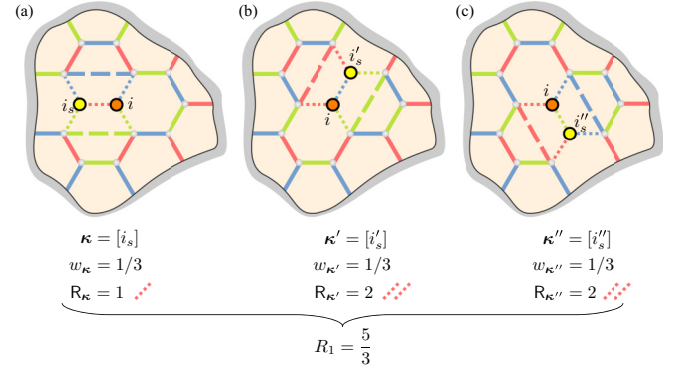 (a) (b) (c)
i_s i
i'_s i
i i''_s
κ = [i_s] κ' = [i'_s] κ'' = [i''_s]
w_κ = 1/3 w_κ' = 1/3 w_κ'' = 1/3
R_κ = 1 R_κ' = 2 R_κ'' = 2
R_1 = 5/3